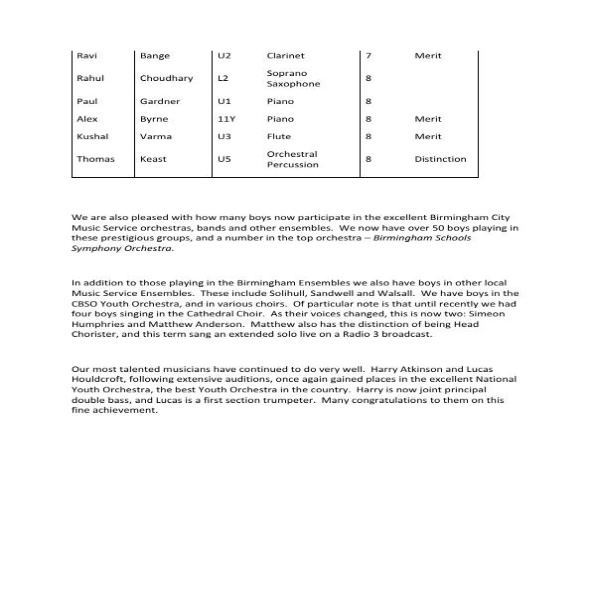 Ravi Bange U2 Clarinet 7 Merit
Rahul Choudhary L2 Soprano Saxophone 8
Paul Gardner U1 Piano 8
Alex Byrne 11Y Piano 8 Merit
Kushal Varma U3 Flute 8 Merit
Thomas Keast U5 Orchestral Percussion 8 Distinction
We are also pleased with how many boys now participate in the excellent Birmingham City
Music Service orchestras, bands and other ensembles. We now have over 50 boys playing in
these prestigious groups, and a number in the top orchestra – Birmingham Schools
Symphony Orchestra.
In addition to those playing in the Birmingham Ensembles we also have boys in other local
Music Service Ensembles. These include Solihull, Sandwell and Walsall. We have boys in the
CBSO Youth Orchestra, and in various choirs. Of particular note is that until recently we had
four boys singing in the Cathedral Choir. As their voices changed, this is now two: Simeon
Humphries and Matthew Anderson. Matthew also has the distinction of being Head
Chorister, and this term sang an extended solo live on a Radio 3 broadcast.
Our most talented musicians have continued to do very well. Harry Atkinson and Lucas
Houldcroft, following extensive auditions, once again gained places in the excellent National
Youth Orchestra, the best Youth Orchestra in the country. Harry is now joint principal
double bass, and Lucas is a first section trumpeter. Many congratulations to them on this
fine achievement.